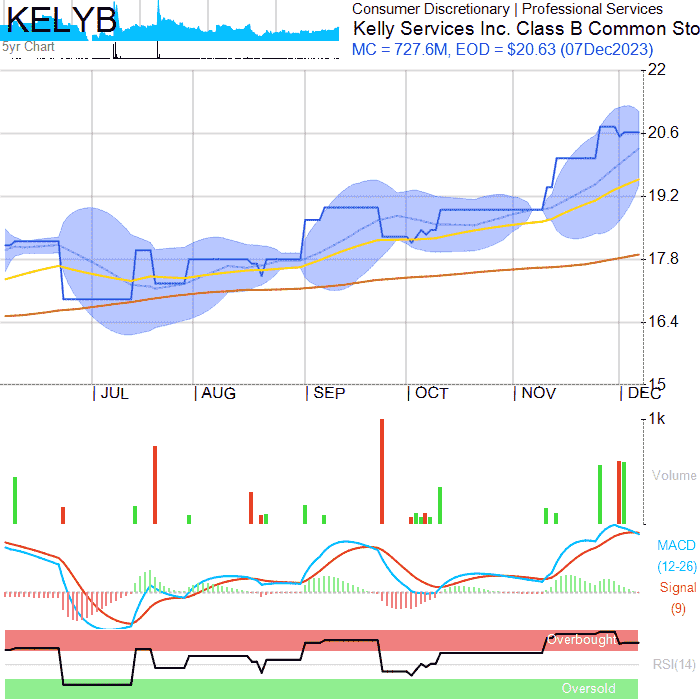 KELYB
5yr Chart
Consumer Discretionary | Professional Services
Kelly Services Inc. Class B Common Sto
MC = 727.6M, EOD = $20.63 (07Dec2023)
22
20.6
19.2
17.8
16.4
15
JUL AUG SEP OCT NOV DEC
1k
Volume
MACD
(12-26)
Signal
(9)
Overbought
RSI(14)
Oversold